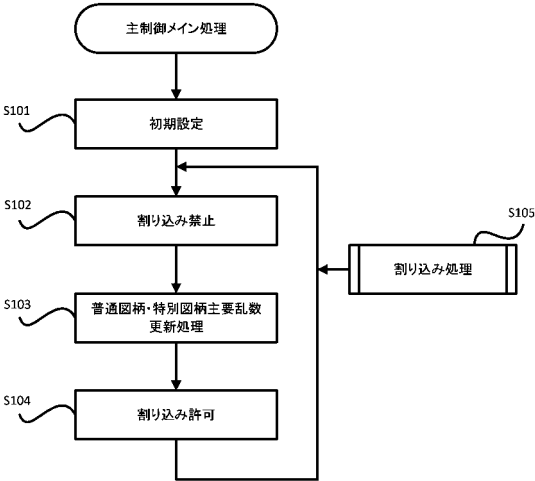 主制御メイン処理
S101
初期設定
S102
割り込み禁止
S105
割り込み処理
S103
普通図柄・特別図柄主要乱数
更新処理
S104
割り込み許可